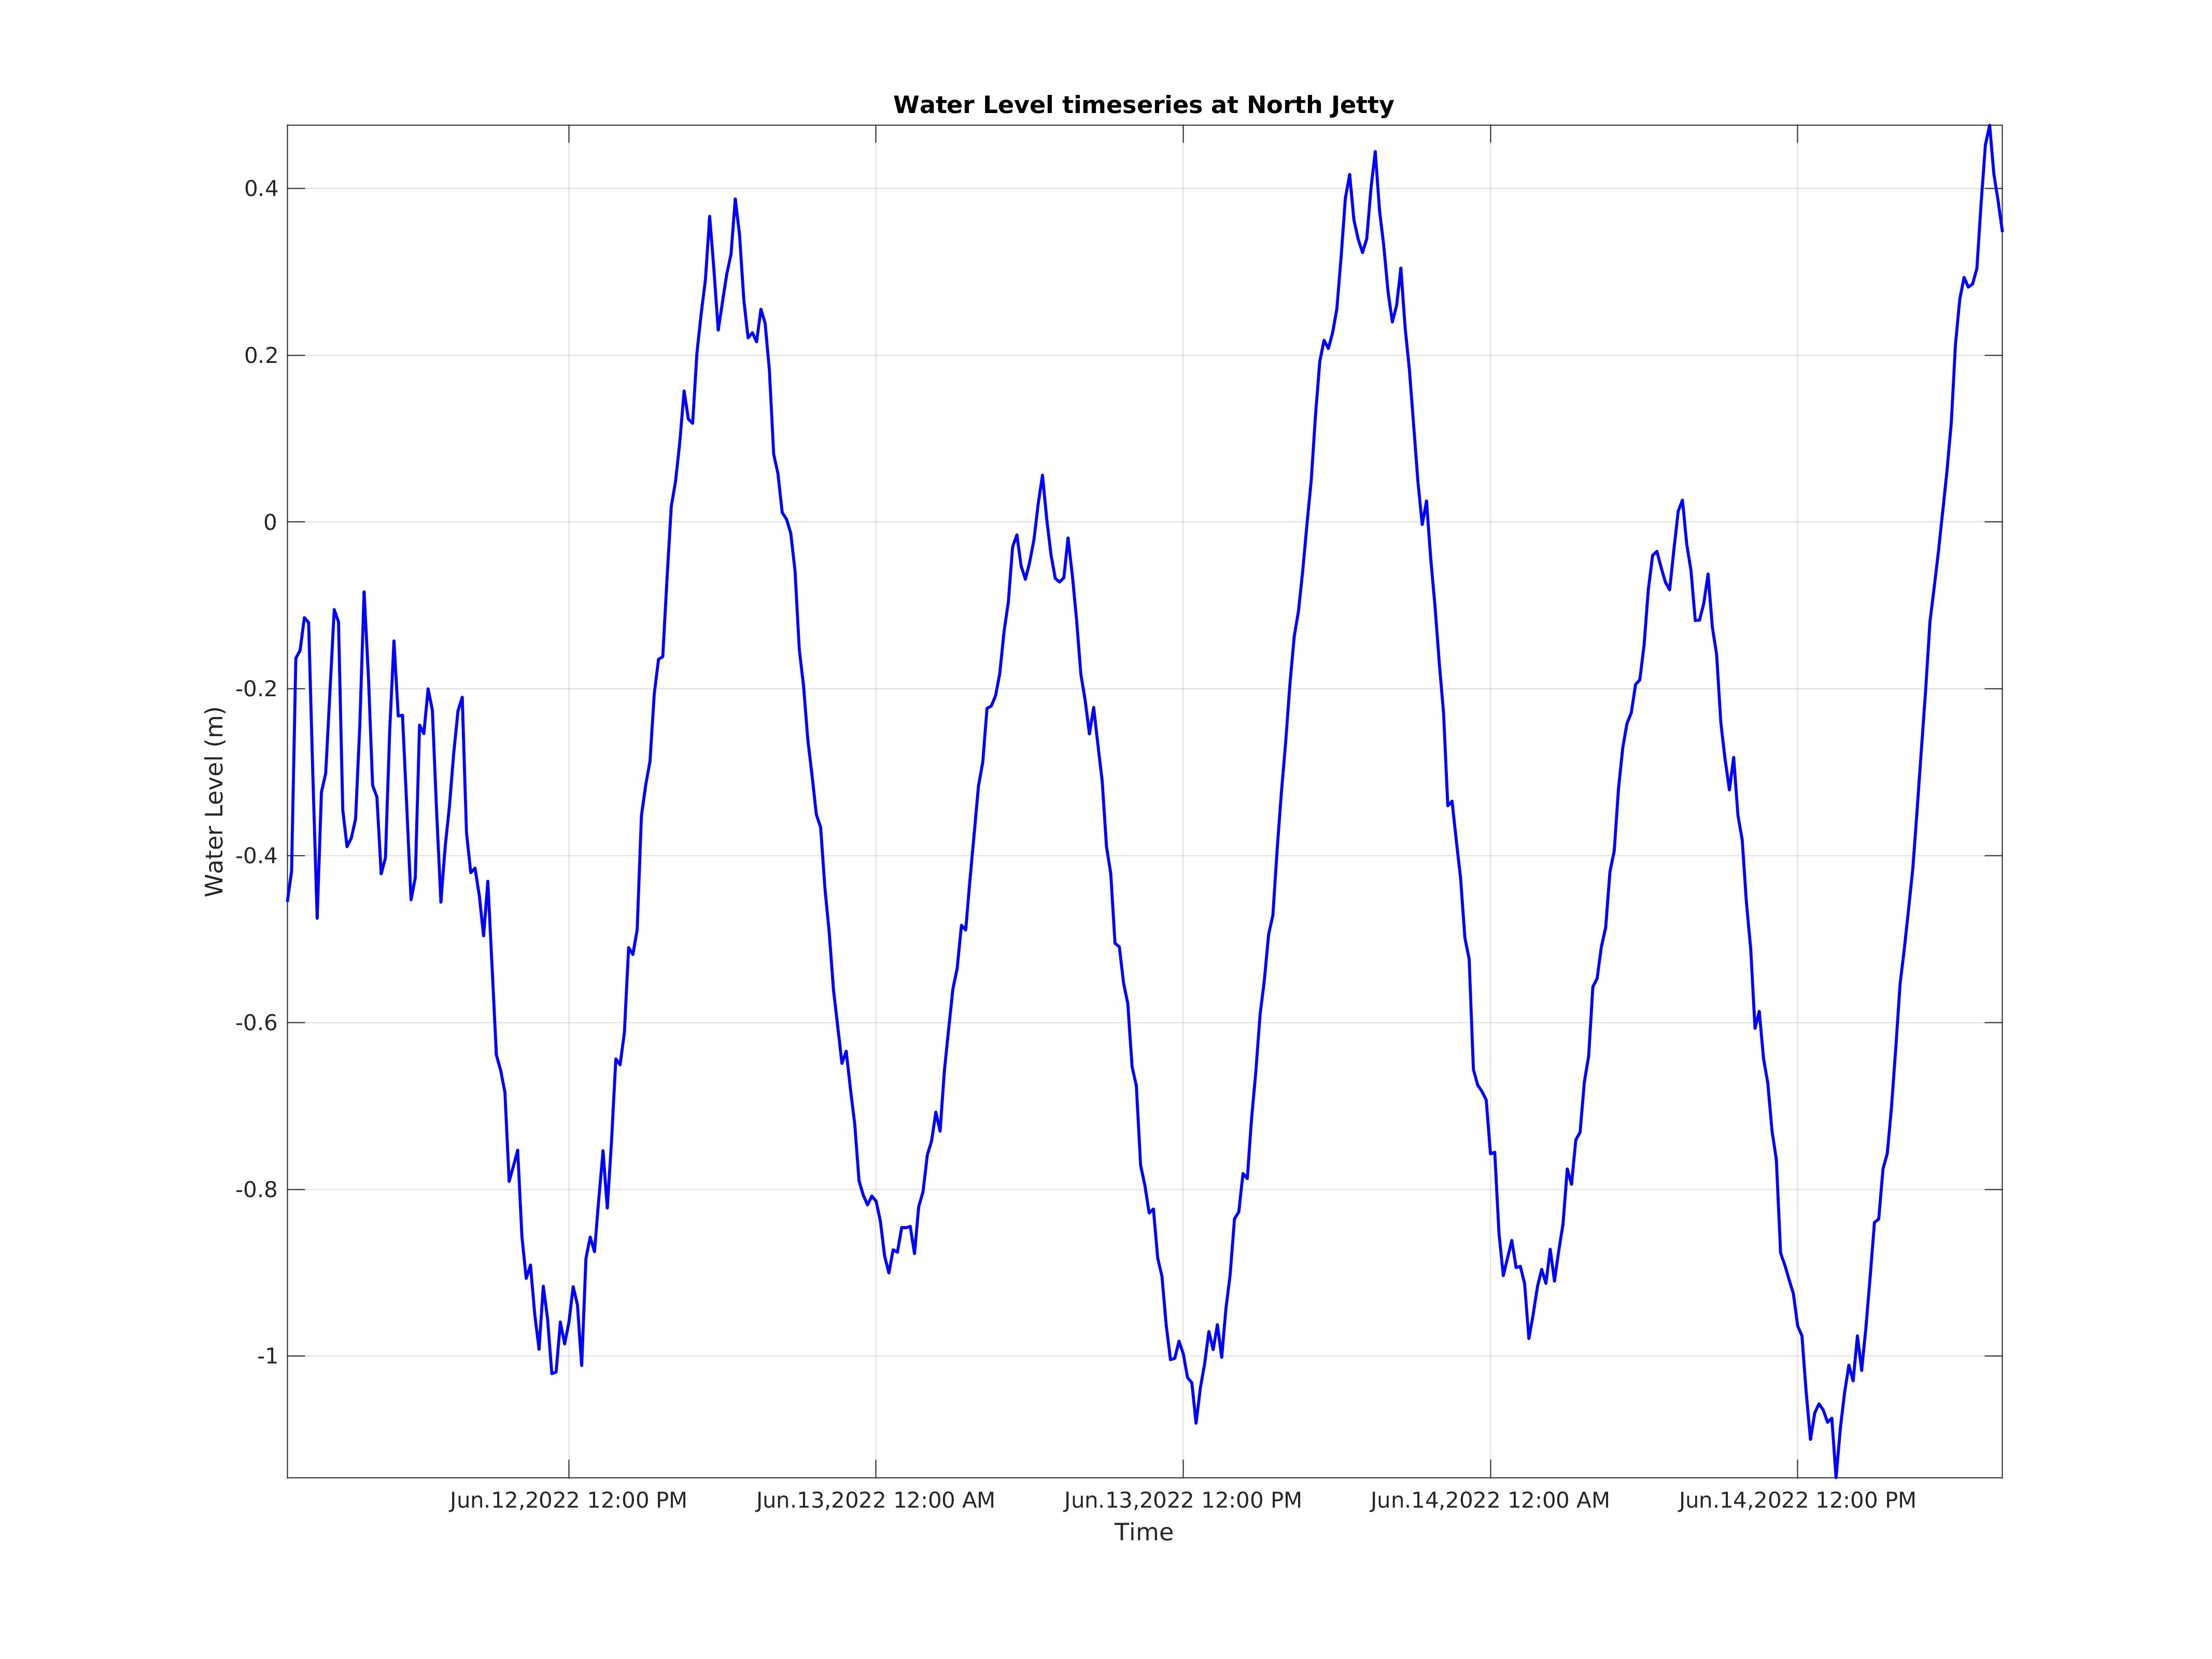 Water Level timeseries at North Jetty
0.4
0.2
0
-0.2
-0.4
-0.6
-0.8
-1
Water Level (m)
Jun.12,2022 12:00 PM
Jun.13,2022 12:00 AM
Jun.13,2022 12:00 PM
Jun.14,2022 12:00 AM
Jun.14,2022 12:00 PM
Time